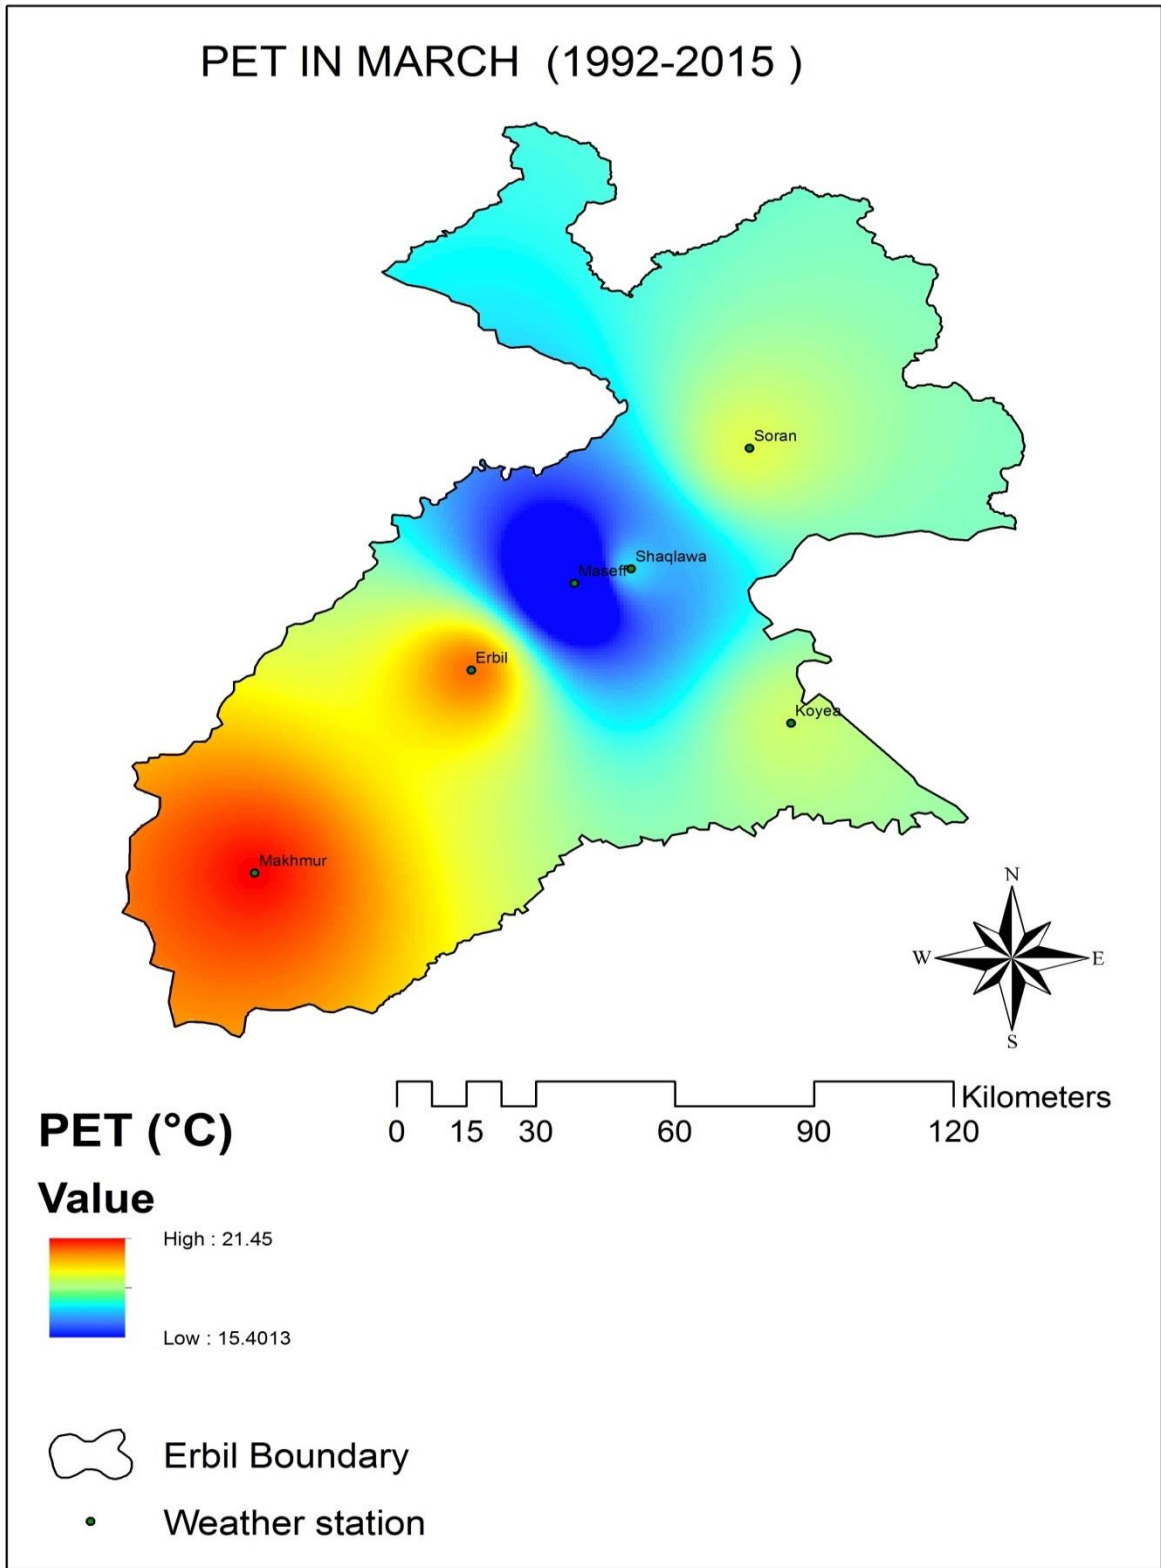 PET IN MARCH (1992-2015 )
Soran
Shaqlawa
Maseff
Erbil
Koyea
Makhmur
N
W
E
S
Kilometers
0 15 30 60 90 120
PET (°C)
Value
High : 21.45
Low : 15.4013
Erbil Boundary
Weather station